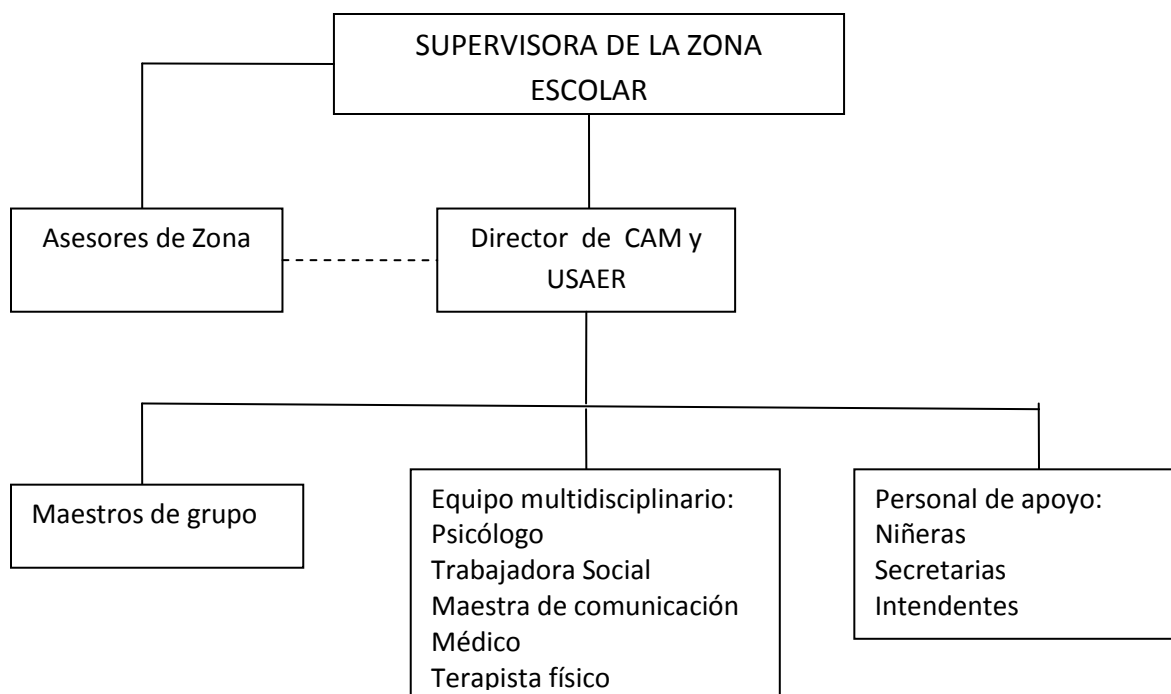 SUPERVISORA DE LA ZONA
ESCOLAR
Asesores de Zona
Director de CAM y
USAER
Maestros de grupo
Equipo multidisciplinario:
Psicólogo
Trabajadora Social
Maestra de comunicación
Médico
Terapista físico
Personal de apoyo:
Niñeras
Secretarias
Intendentes